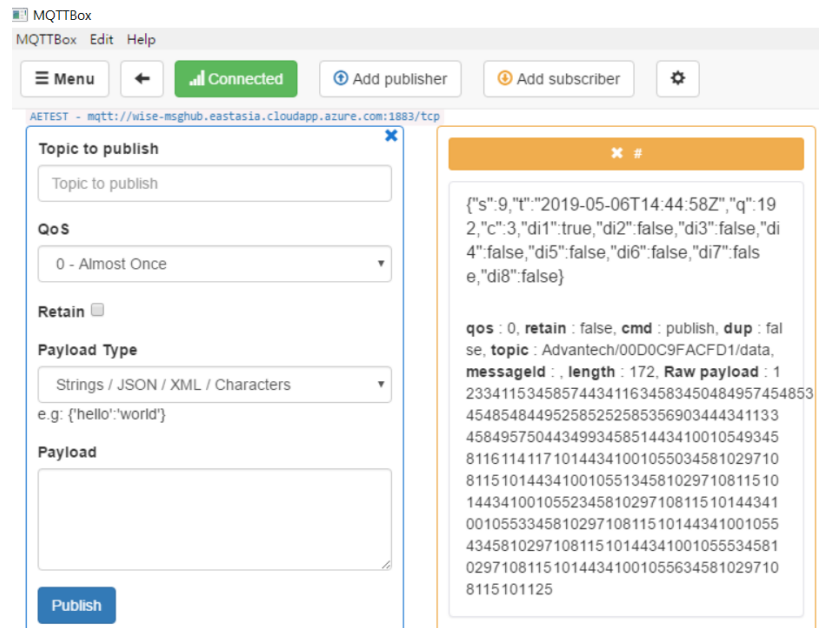 MQTTBox
MQTTBox Edit Help
Menu
Connected
Add publisher
Add subscriber
AETEST - mqtt://wise-msghub.eastasia.cloudapp.azure.com:1883/tcp
Topic to publish
Topic to publish
QoS
0 - Almost Once
Retain
Payload Type
Strings / JSON / XML / Characters
e.g: {'hello':'world'}
Payload
Publish
#
{"s":9,"t":"2019-05-06T14:44:58Z","q":19
2,"c":3,"di1":true,"di2":false,"di3":false,"di
4":false,"di5":false,"di6":false,"di7":fals
e,"di8":false}
qos : 0, retain : false, cmd : publish, dup : fal
se, topic : Advantech/00D0C9FACFD1/data,
messageId : , length : 172, Raw payload : 1
23341153458574434116345834504849574548 53
45485484495258525258535690344434113 3
458495750443499345851443410010549345
811611411710144341001055034581029710
811510144341001055134581029710811510
144341001055234581029710811510144341
001055334581029710811510144341001055
434581029710811510144341001055534581
029710811510144341001055634581029710
8115101125